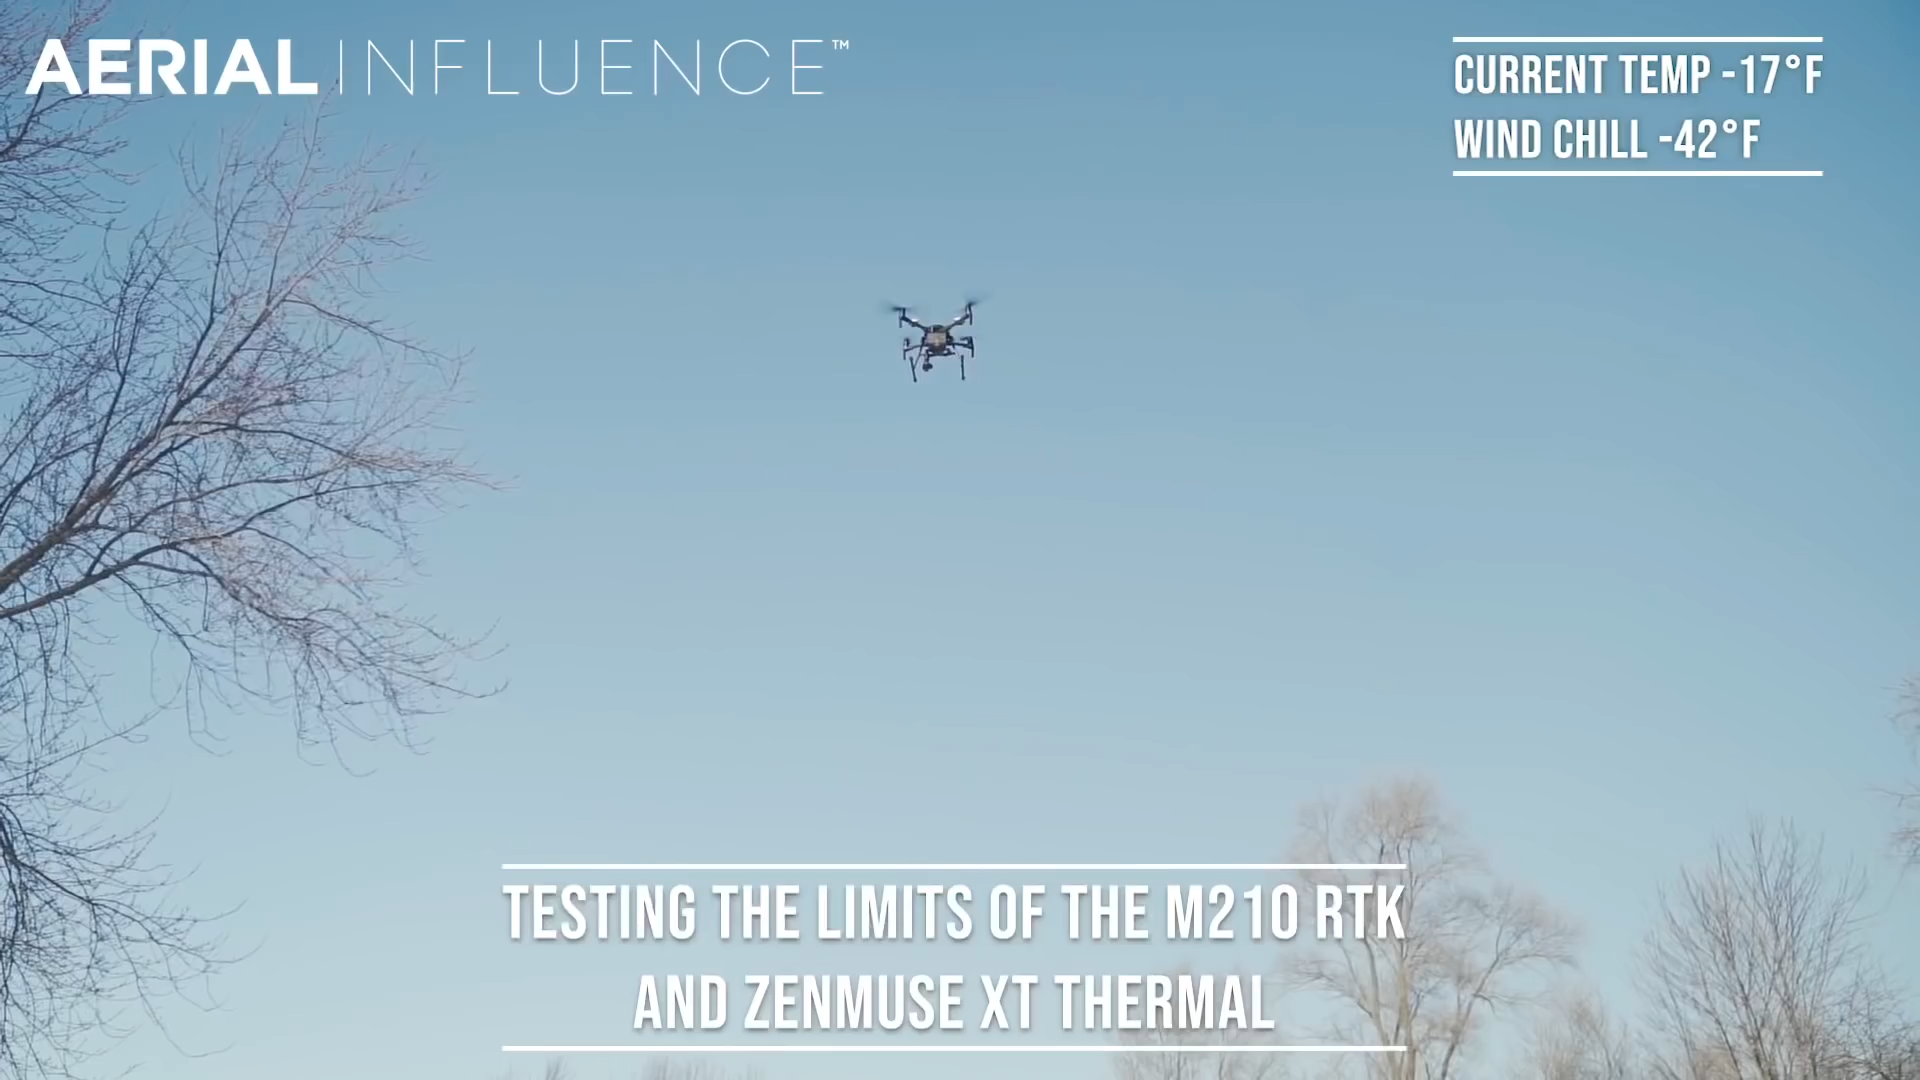 AERIAL INFLUENCE™
CURRENT TEMP -17°F
WIND CHILL -42°F
TESTING THE LIMITS OF THE M210 RTK
AND ZENMUSE XT THERMAL